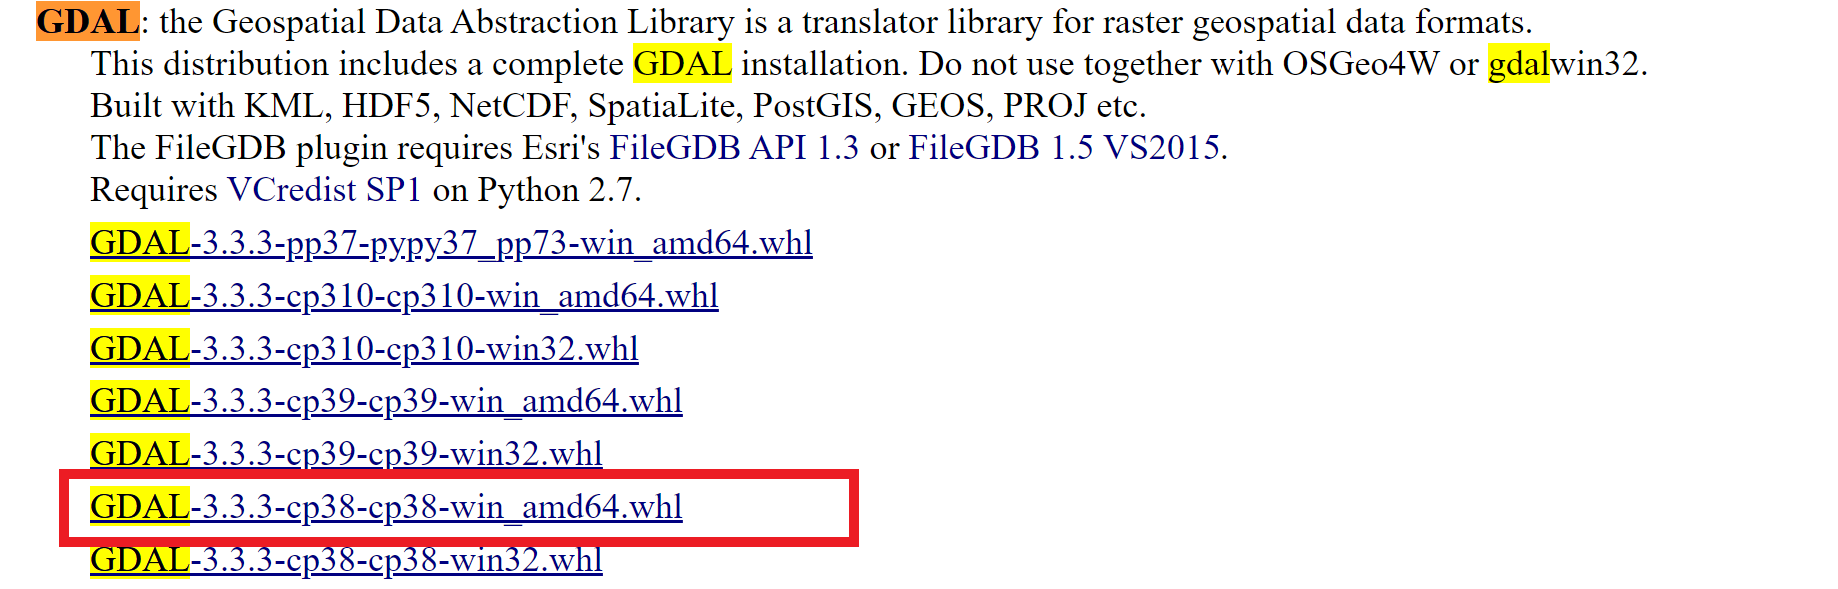 GDAL: the Geospatial Data Abstraction Library is a translator library for raster geospatial data formats.
This distribution includes a complete GDAL installation. Do not use together with OSGeo4W or gdalwin32.
Built with KML, HDF5, NetCDF, SpatiaLite, PostGIS, GEOS, PROJ etc.
The FileGDB plugin requires Esri's FileGDB API 1.3 or FileGDB 1.5 VS2015.
Requires VCredist SP1 on Python 2.7.
GDAL-3.3.3-pp37-pypy37_pp73-win_amd64.whl
GDAL-3.3.3-cp310-cp310-win_amd64.whl
GDAL-3.3.3-cp310-cp310-win32.whl
GDAL-3.3.3-cp39-cp39-win_amd64.whl
GDAL-3.3.3-cp39-cp39-win32.whl
GDAL-3.3.3-cp38-cp38-win_amd64.whl
GDAL-3.3.3-cp38-cp38-win32.whl